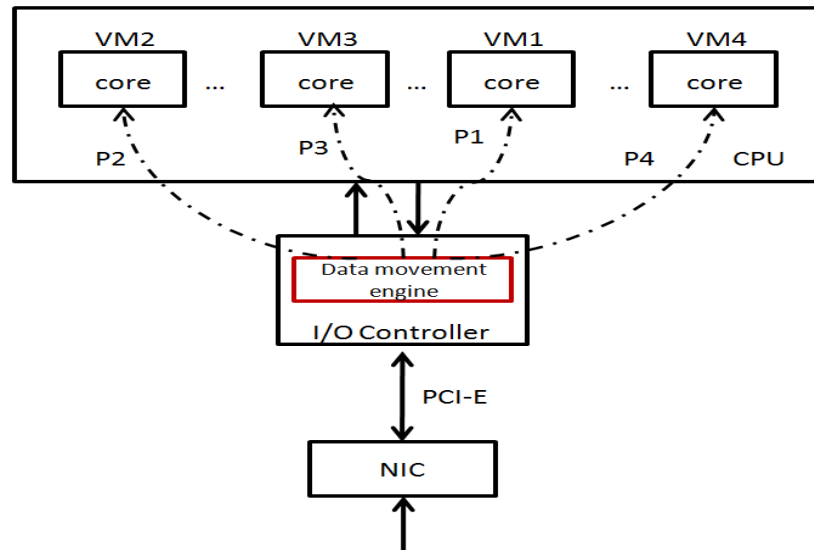 VM2 VM3 VM1 VM4
core ... core ... core ... core
P2 P3 P1 P4 CPU
Data movement
engine
I/O Controller
PCI-E
NIC